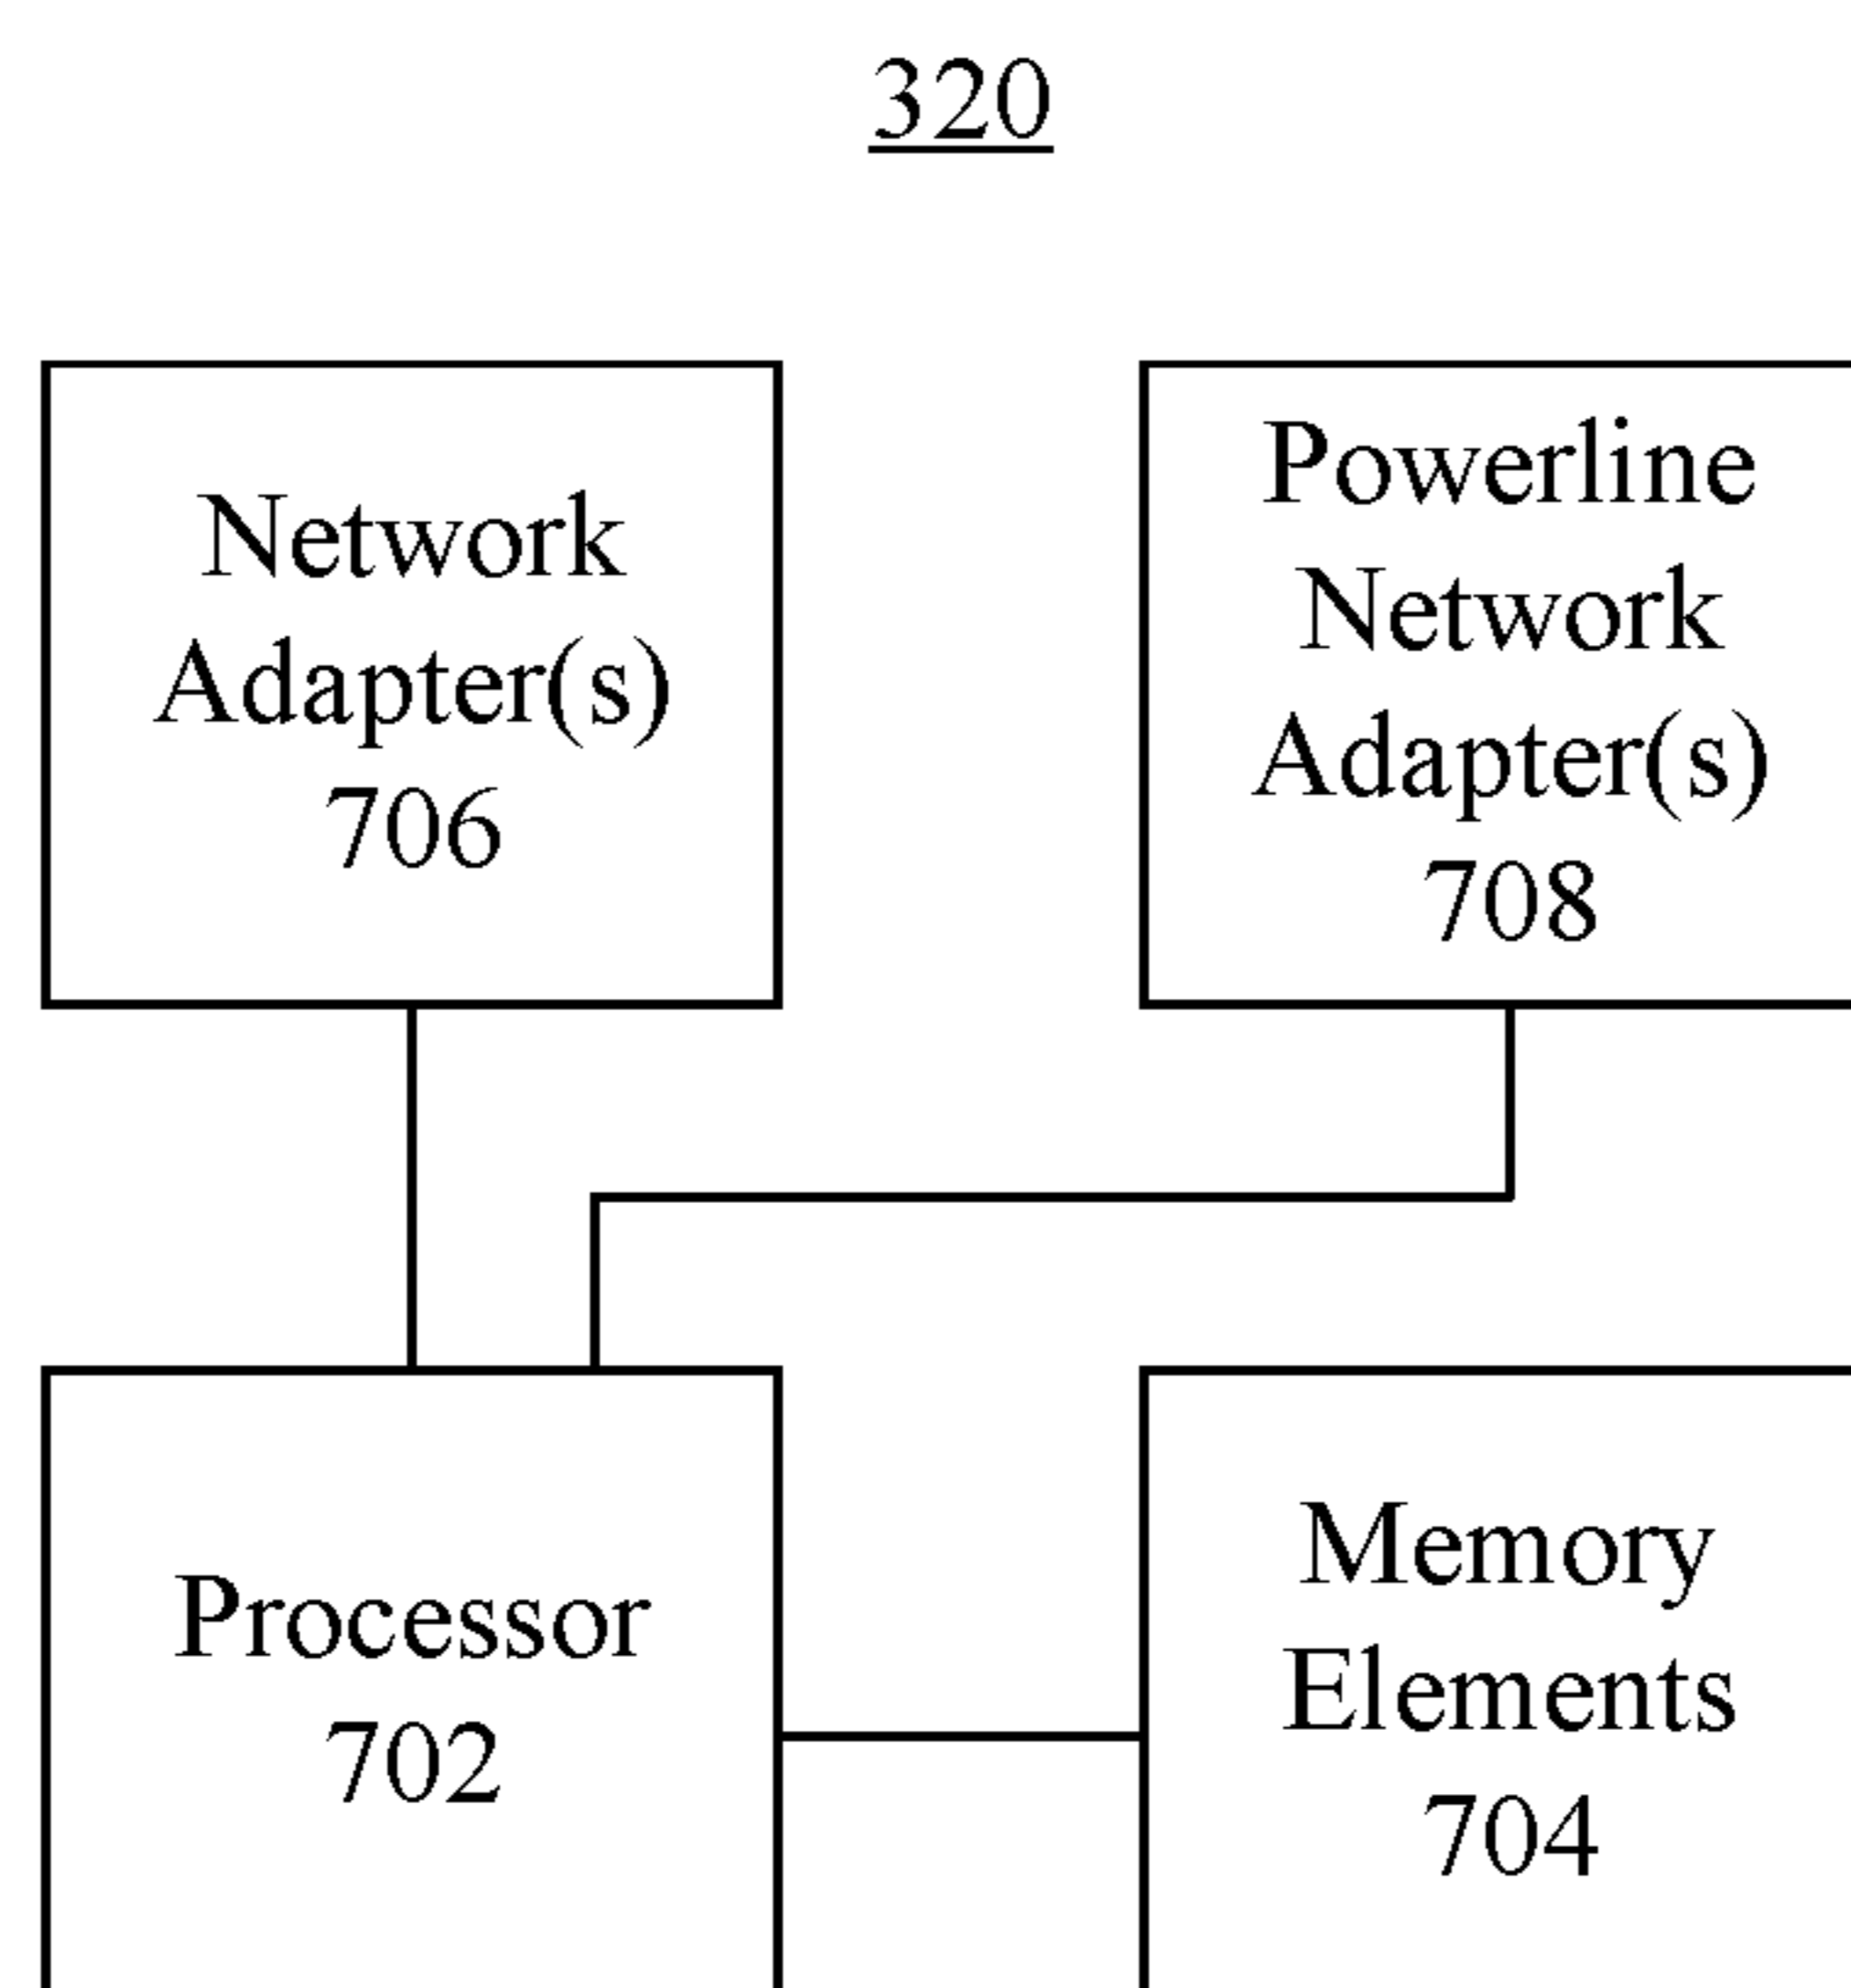 320
Network
Adapter(s)
706
Powerline
Network
Adapter(s)
708
Processor
702
Memory
Elements
704